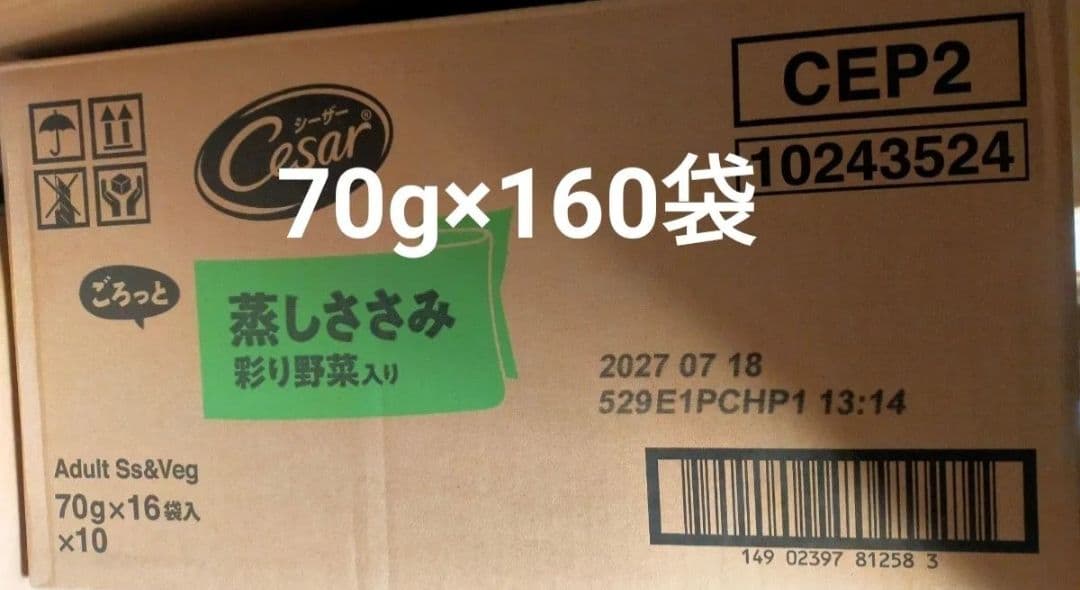 CEP2
10243524
シーザー
Cesar®
70g×160袋
ごろっと
蒸しささみ
彩り野菜入り
2027 07 18
529E1PCHP1 13:14
Adult Ss&Veg
70g×16袋入
×10
149 02397 81258 3